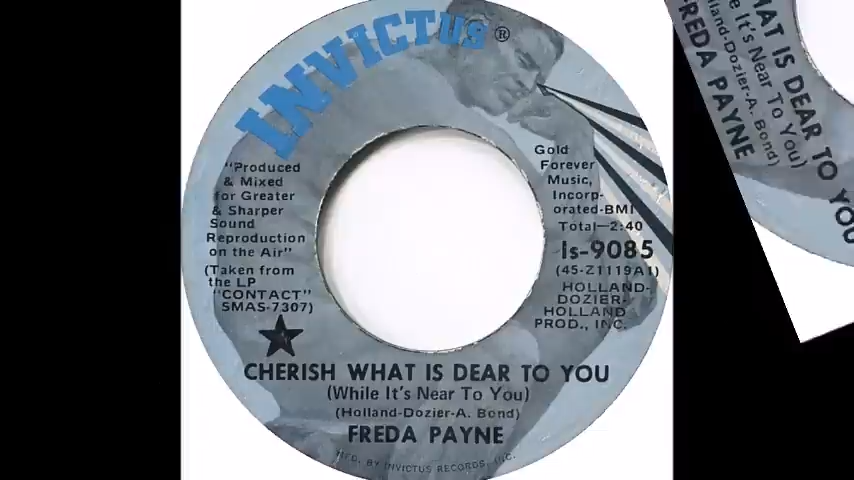 INVICTUS®
"Produced
& Mixed
for Greater
& Sharper
Sound
Reproduction
on the Air"
(Taken from
the LP
"CONTACT"
SMAS-7307)
Gold
Forever
Music,
Incorp-
orated-BMI
Total—2:40
Is-9085
(45-Z1119A1)
HOLLAND-
DOZIER-
HOLLAND
PROD., INC.
CHERISH WHAT IS DEAR TO YOU
(While It's Near To You)
(Holland-Dozier-A. Bond)
FREDA PAYNE
MFD. BY INVICTUS RECORDS, INC.
HAT IS DEAR TO YOU
e It's Near To You)
Holland-Dozier-A. Bond)
FREDA PAYNE